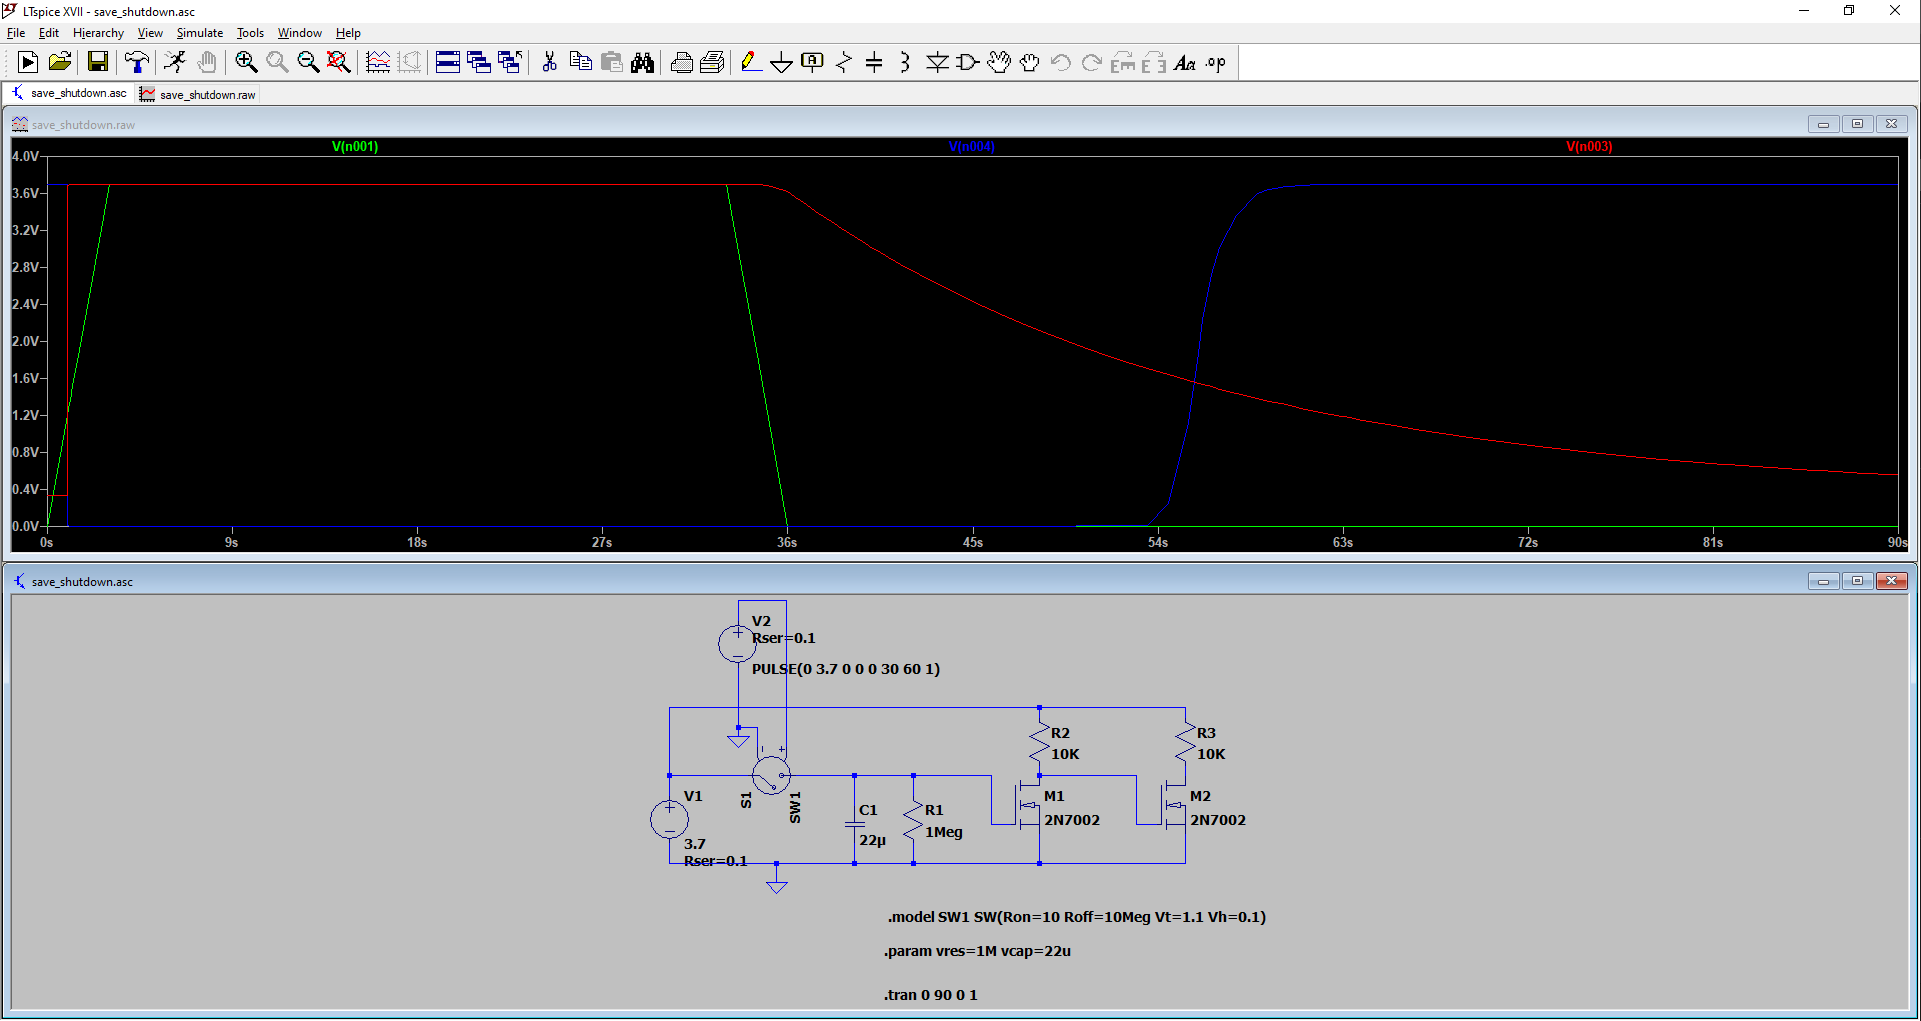 LTspice XVII - save_shutdown.asc
File Edit Hierarchy View Simulate Tools Window Help
save_shutdown.asc save_shutdown.raw
save_shutdown.raw
V(n001) V(n004) V(n003)
4.0V
3.6V
3.2V
2.8V
2.4V
2.0V
1.6V
1.2V
0.8V
0.4V
0.0V
0s 9s 18s 27s 36s 45s 54s 63s 72s 81s 90s
save_shutdown.asc
V2
Rser=0.1
PULSE(0 3.7 0 0 0 30 60 1)
R2
10K
R3
10K
S1
SW1
V1
3.7
Rser=0.1
C1
22µ
R1
1Meg
M1
2N7002
M2
2N7002
.model SW1 SW(Ron=10 Roff=10Meg Vt=1.1 Vh=0.1)
.param vres=1M vcap=22u
.tran 0 90 0 1